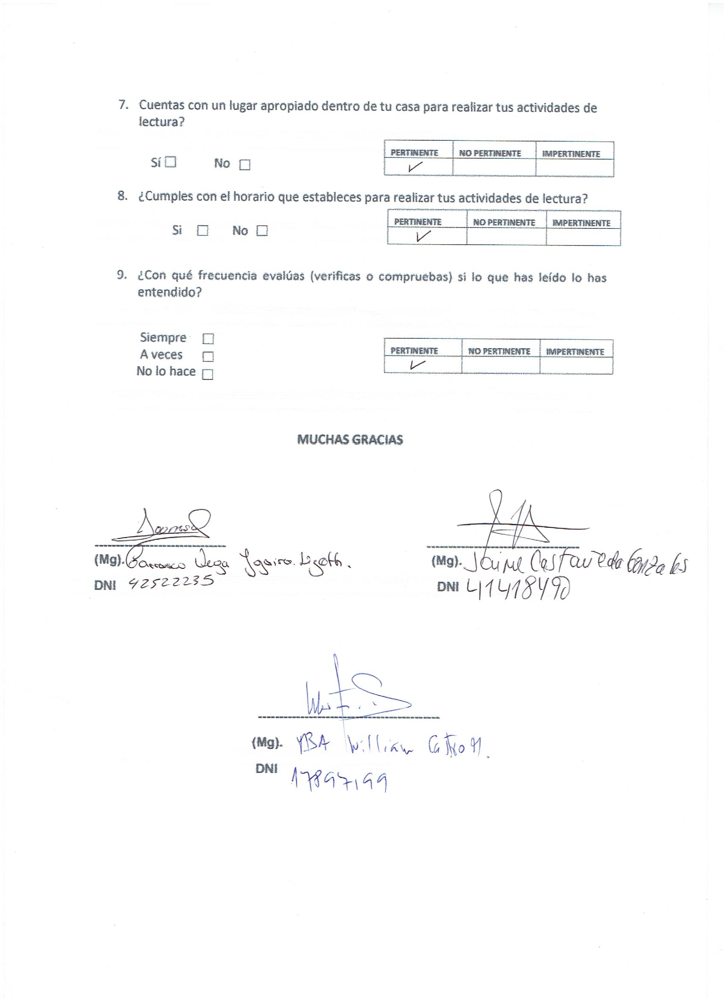 7. Cuentas con un lugar apropiado dentro de tu casa para realizar tus actividades de
lectura?
PERTINENTE NO PERTINENTE IMPERTINENTE
Sí ☐ No ☐ ✓
8. ¿Cumples con el horario que estableces para realizar tus actividades de lectura?
PERTINENTE NO PERTINENTE IMPERTINENTE
Si ☐ No ☐ ✓
9. ¿Con qué frecuencia evalúas (verificas o compruebas) si lo que has leído lo has
entendido?
Siempre ☐
PERTINENTE NO PERTINENTE IMPERTINENTE
A veces ☐ ✓
No lo hace ☐
MUCHAS GRACIAS
(Mg). Carrasco Vega Lizeth.
DNI 42522235
(Mg). Jaime Castañeda Gonzales
DNI 41418490
(Mg). YBA William Castro M.
DNI